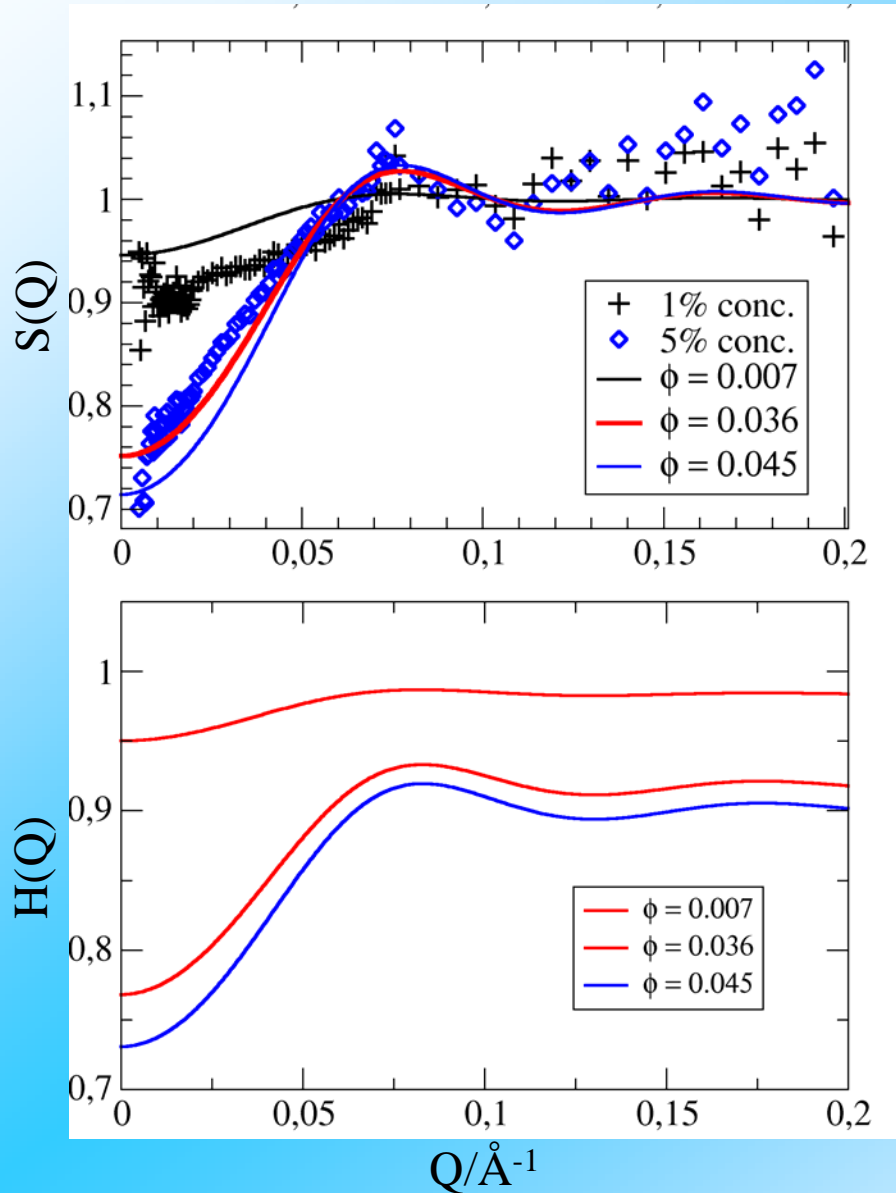 S(Q)
1,1
1
0,9
0,8
0,7
0
0,05
0,1
0,15
0,2
1% conc.
5% conc.
ϕ = 0.007
ϕ = 0.036
ϕ = 0.045
H(Q)
1
0,9
0,8
0,7
0
0,05
0,1
0,15
0,2
ϕ = 0.007
ϕ = 0.036
ϕ = 0.045
Q/Å⁻¹